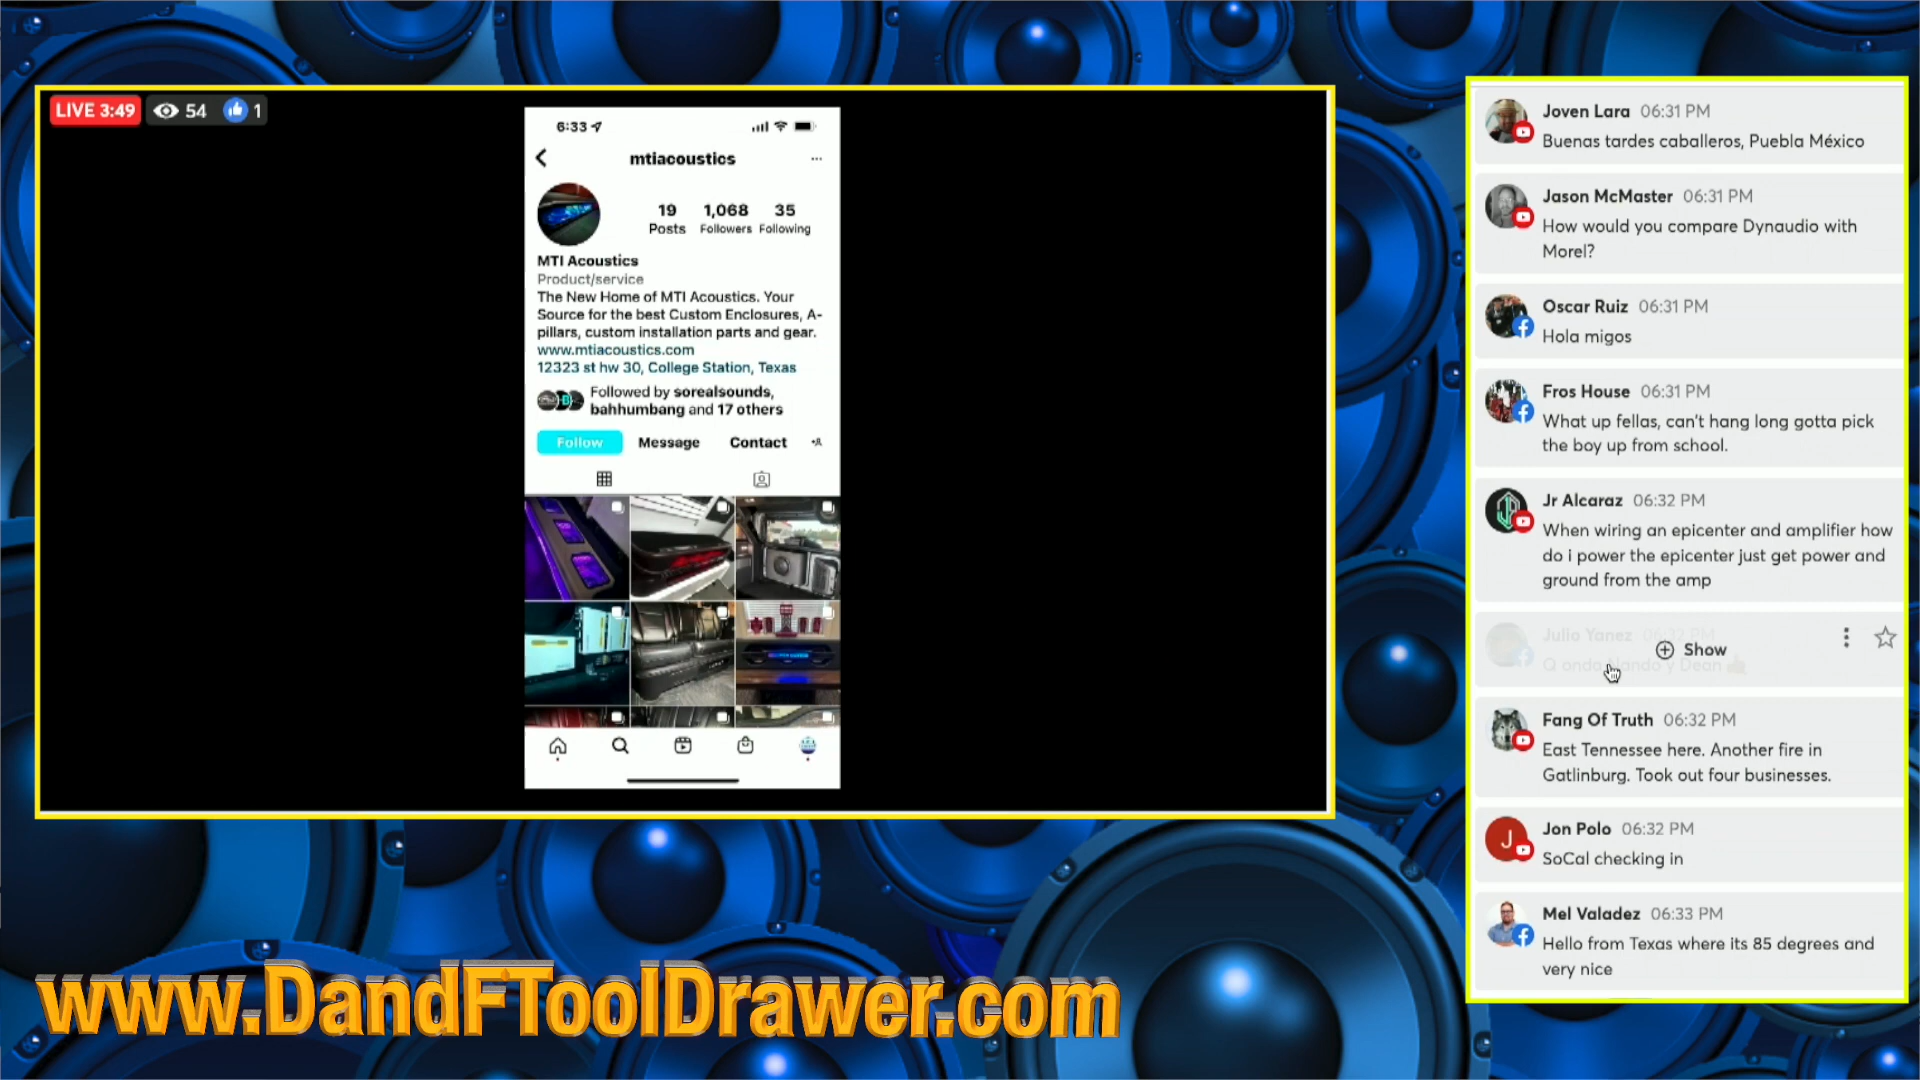 LIVE 3:49 54 1
6:33
mtiacoustics
19 1,068 35
Posts Followers Following
MTI Acoustics
Product/service
The New Home of MTI Acoustics. Your
Source for the best Custom Enclosures, A-
pillars, custom installation parts and gear.
www.mtiacoustics.com
12323 st hw 30, College Station, Texas
Followed by sorealsounds,
bahhumbang and 17 others
Follow Message Contact
Joven Lara 06:31 PM
Buenas tardes caballeros, Puebla México
Jason McMaster 06:31 PM
How would you compare Dynaudio with
Morel?
Oscar Ruiz 06:31 PM
Hola migos
Fros House 06:31 PM
What up fellas, can't hang long gotta pick
the boy up from school.
Jr Alcaraz 06:32 PM
When wiring an epicenter and amplifier how
do i power the epicenter just get power and
ground from the amp
Julio Yanez 06:32 PM
Show
Q onda Nando y Dean
Fang Of Truth 06:32 PM
East Tennessee here. Another fire in
Gatlinburg. Took out four businesses.
J
Jon Polo 06:32 PM
SoCal checking in
Mel Valadez 06:33 PM
Hello from Texas where its 85 degrees and
very nice
www.DandFToolDrawer.com